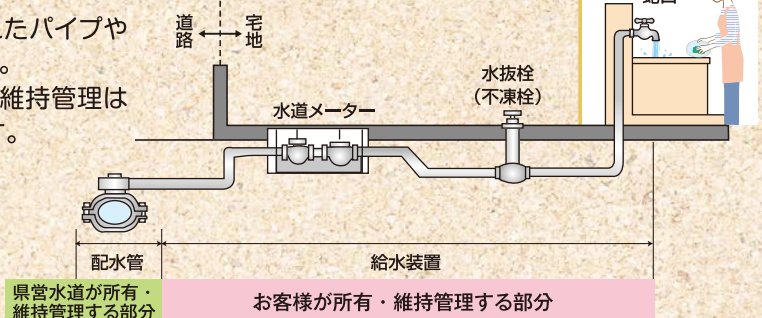 たパイプや
。
維持管理は
。
道路
宅地
水道メーター
水抜栓
（不凍栓）
配水管
給水装置
県営水道が所有・
維持管理する部分
お客様が所有・維持管理する部分